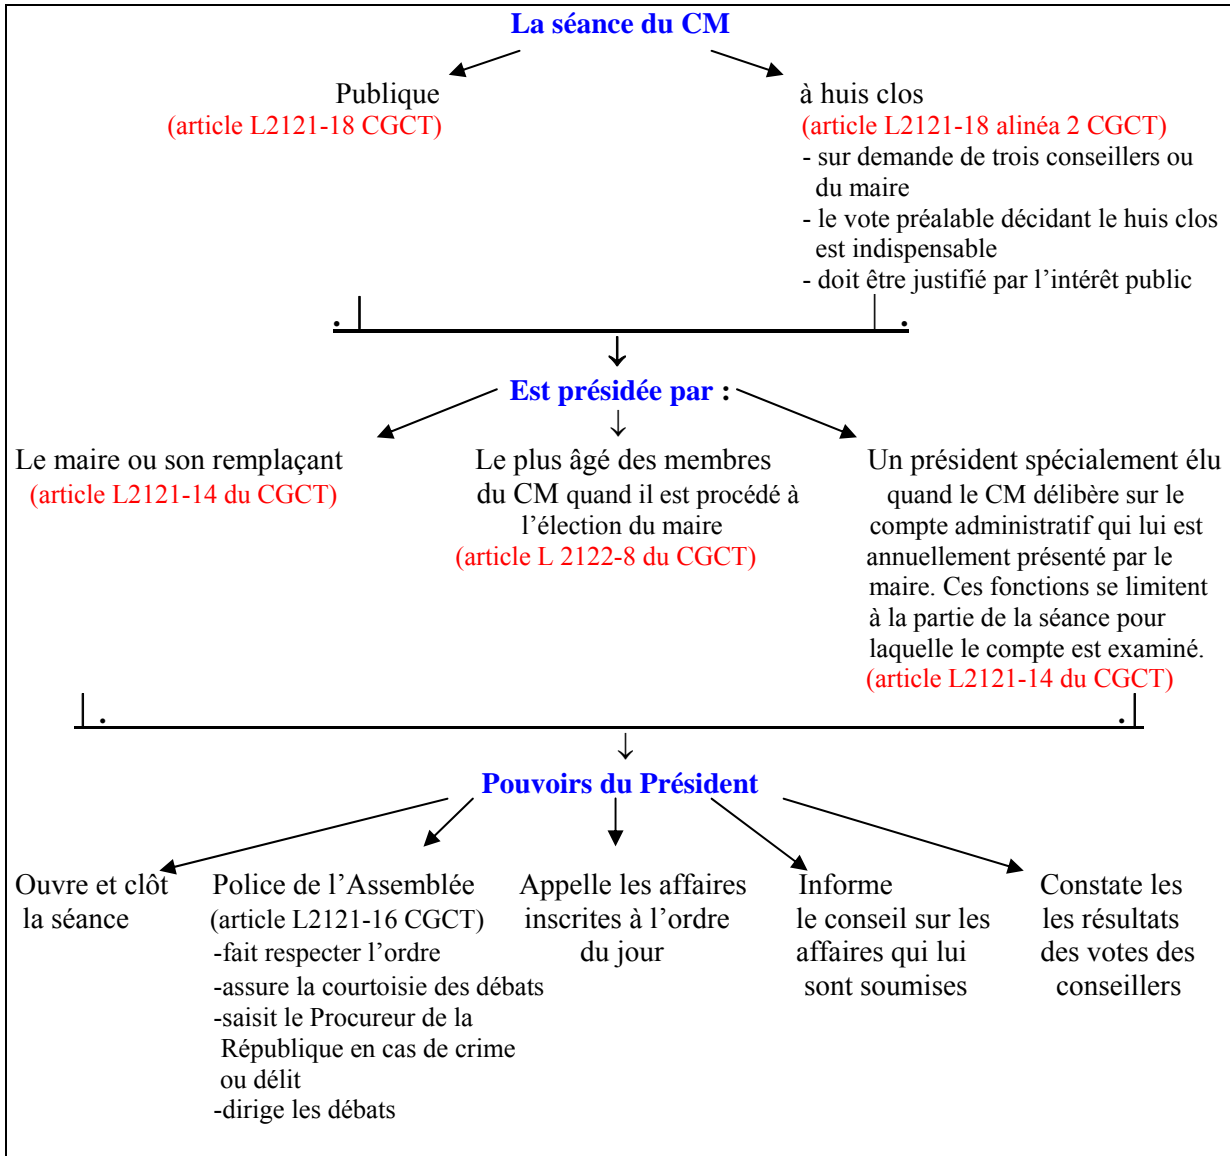 La séance du CM
Publique
(article L2121-18 CGCT)
à huis clos
(article L2121-18 alinéa 2 CGCT)
- sur demande de trois conseillers ou
du maire
- le vote préalable décidant le huis clos
est indispensable
- doit être justifié par l’intérêt public
Est présidée par :
Le maire ou son remplaçant
(article L2121-14 du CGCT)
Le plus âgé des membres
du CM quand il est procédé à
l’élection du maire
(article L 2122-8 du CGCT)
Un président spécialement élu
quand le CM délibère sur le
compte administratif qui lui est
annuellement présenté par le
maire. Ces fonctions se limitent
à la partie de la séance pour
laquelle le compte est examiné.
(article L2121-14 du CGCT)
Pouvoirs du Président
Ouvre et clôt
la séance
Police de l’Assemblée
(article L2121-16 CGCT)
-fait respecter l’ordre
-assure la courtoisie des débats
-saisit le Procureur de la
République en cas de crime
ou délit
-dirige les débats
Appelle les affaires
inscrites à l’ordre
du jour
Informe
le conseil sur les
affaires qui lui
sont soumises
Constate les
les résultats
des votes des
conseillers